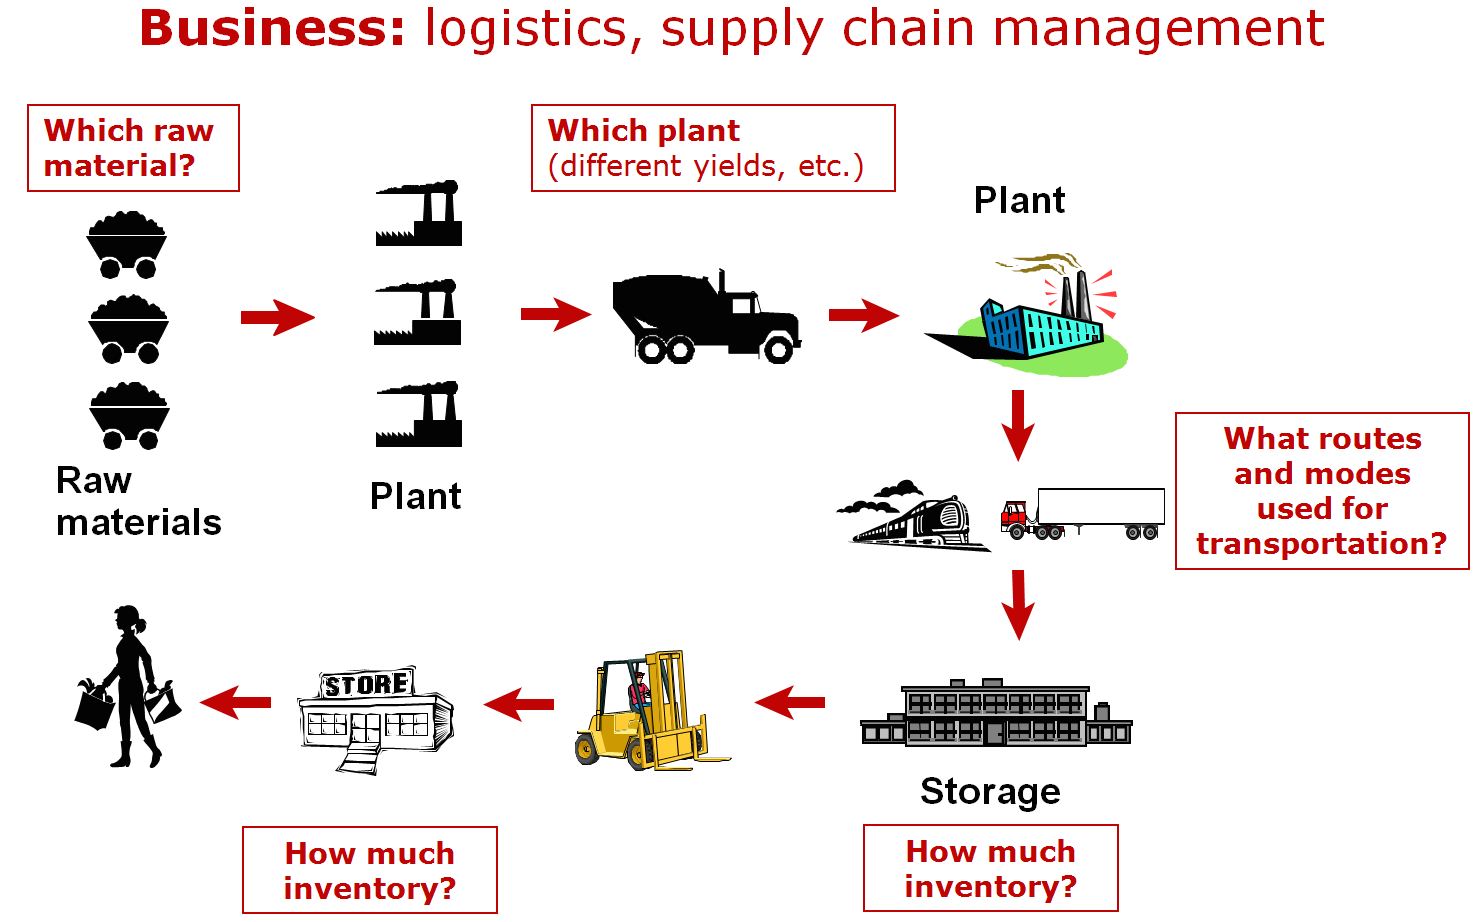 Business: logistics, supply chain management
Which raw
material?
Which plant
(different yields, etc.)
Plant
Raw
materials
Plant
What routes
and modes
used for
transportation?
STORE
Storage
How much
inventory?
How much
inventory?